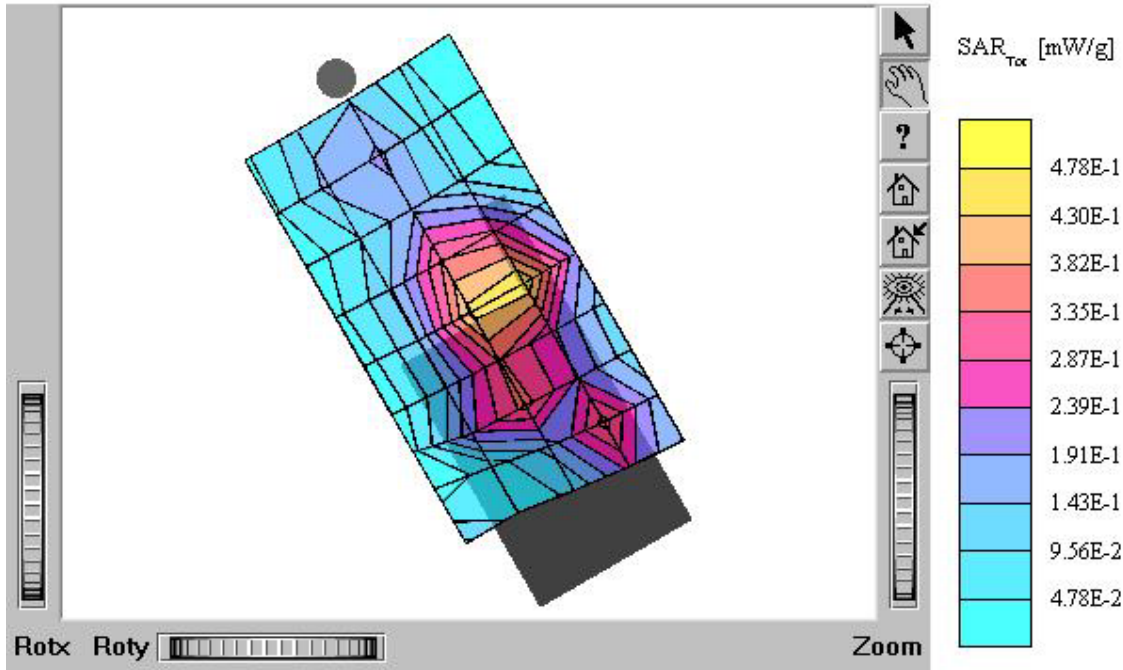 SAR_Tot [mW/g]
?
4.78E-1
4.30E-1
3.82E-1
3.35E-1
2.87E-1
2.39E-1
1.91E-1
1.43E-1
9.56E-2
4.78E-2
Rotx Roty Zoom